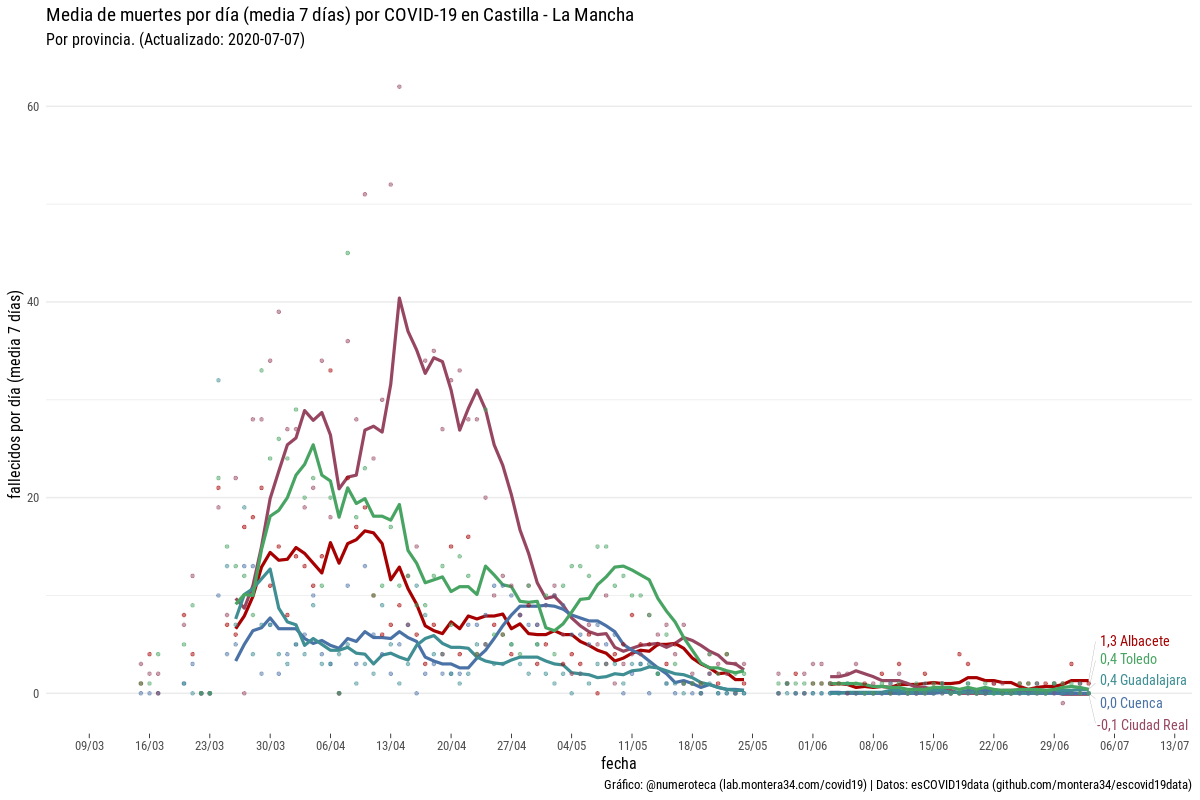 Media de muertes por día (media 7 días) por COVID-19 en Castilla - La Mancha
Por provincia. (Actualizado: 2020-07-07)
fallecidos por día (media 7 días)
60
40
20
0
1,3 Albacete
0,4 Toledo
0,4 Guadalajara
0,0 Cuenca
-0,1 Ciudad Real
09/03 16/03 23/03 30/03 06/04 13/04 20/04 27/04 04/05 11/05 18/05 25/05 01/06 08/06 15/06 22/06 29/06 06/07 13/07
fecha
Gráfico: @numeroteca (lab.montera34.com/covid19) | Datos: esCOVID19data (github.com/montera34/escovid19data)